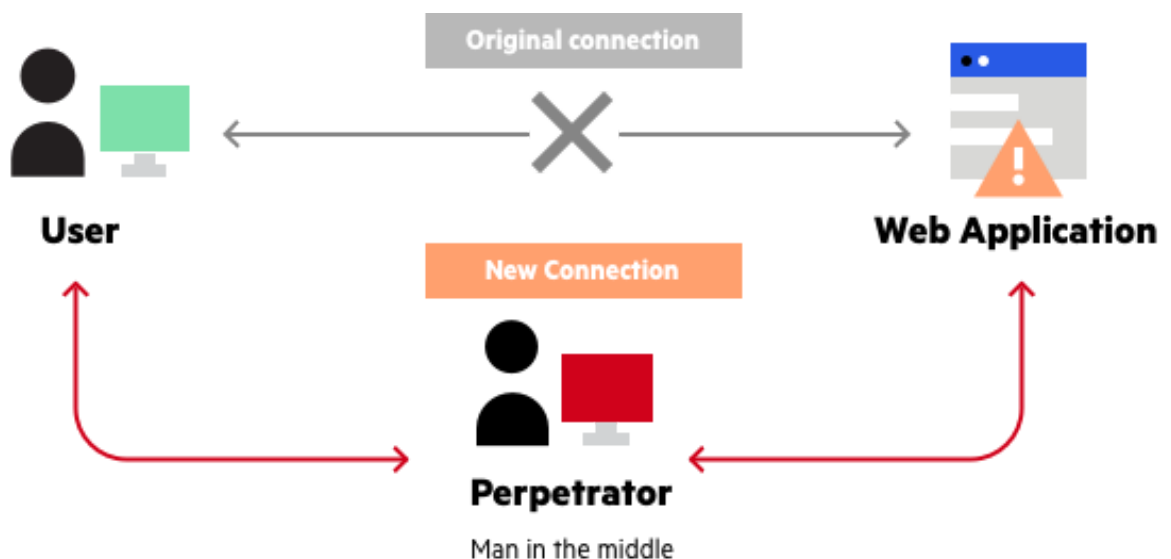 Original connection
User
Web Application
New Connection
Perpetrator
Man in the middle